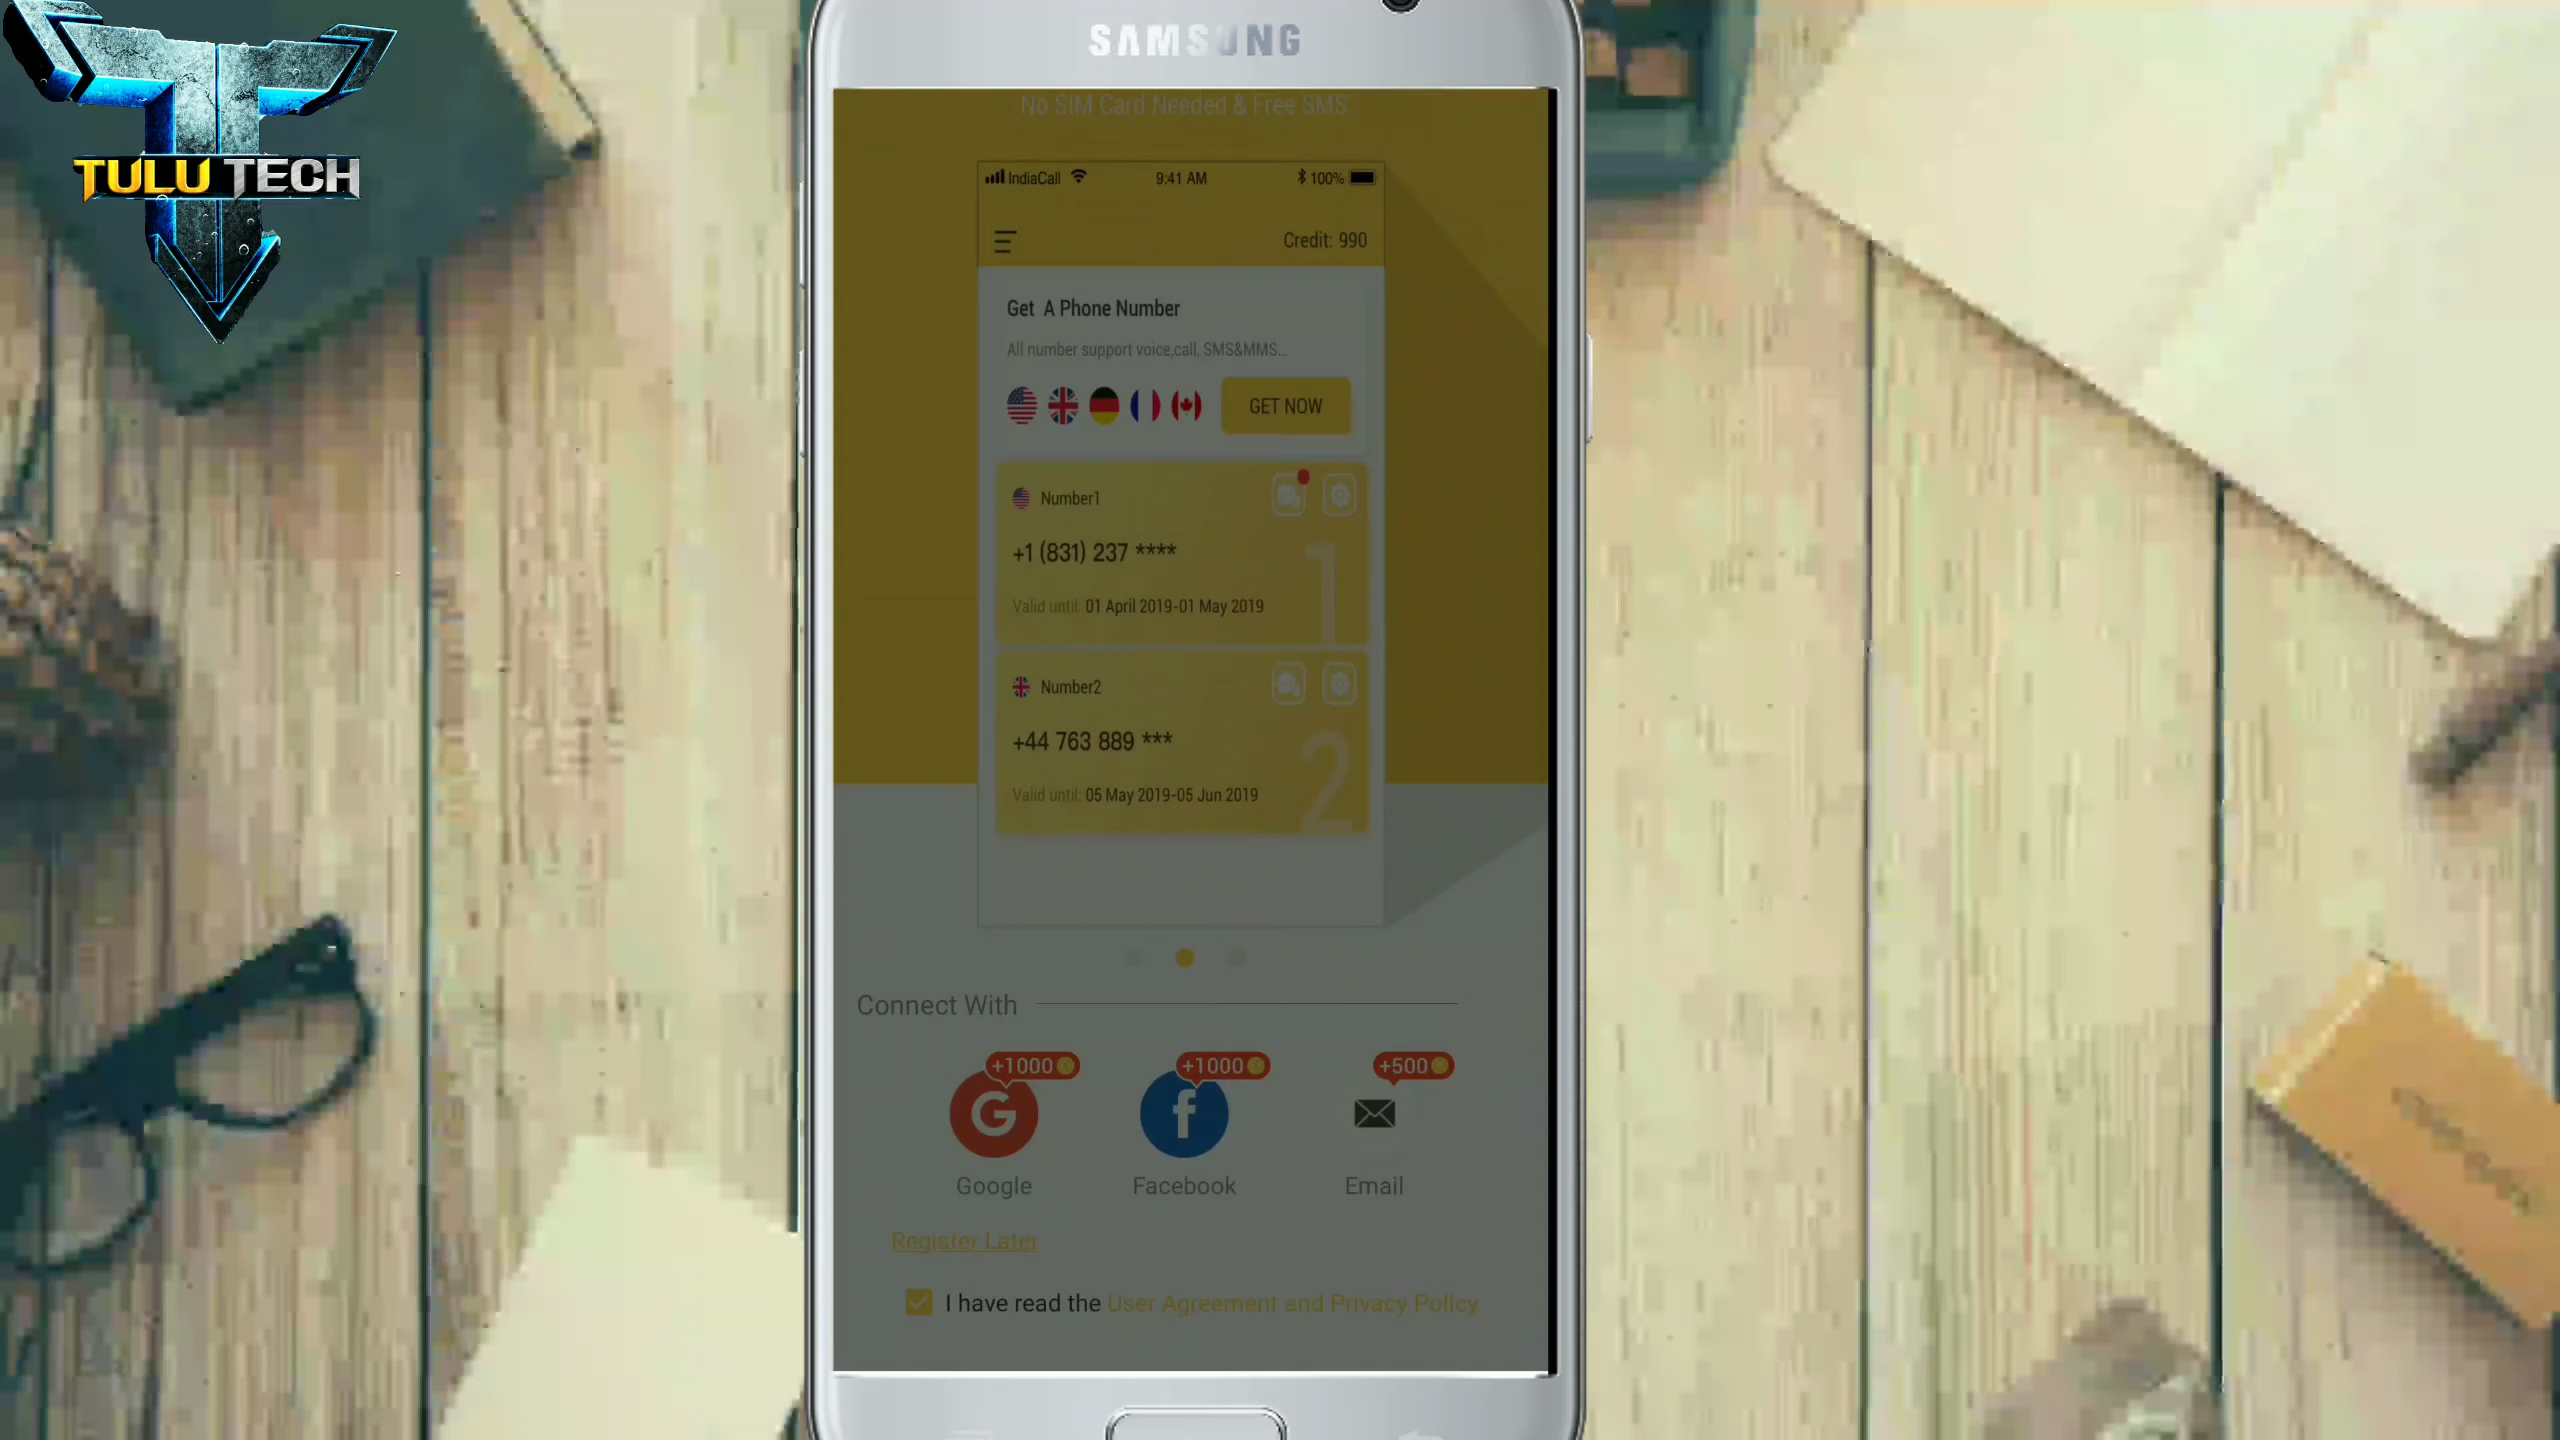 TULU TECH
SAMSUNG
No SIM Card Needed & Free SMS
IndiaCall 9:41 AM 100%
Credit: 990
Get A Phone Number
All number support voice,call, SMS&MMS...
GET NOW
Number1
+1 (831) 237 ****
1
Valid until: 01 April 2019-01 May 2019
Number2
+44 763 889 ***
2
Valid until: 05 May 2019-05 Jun 2019
Connect With
+1000 +1000 +500
Google Facebook Email
Register Later
I have read the User Agreement and Privacy Policy